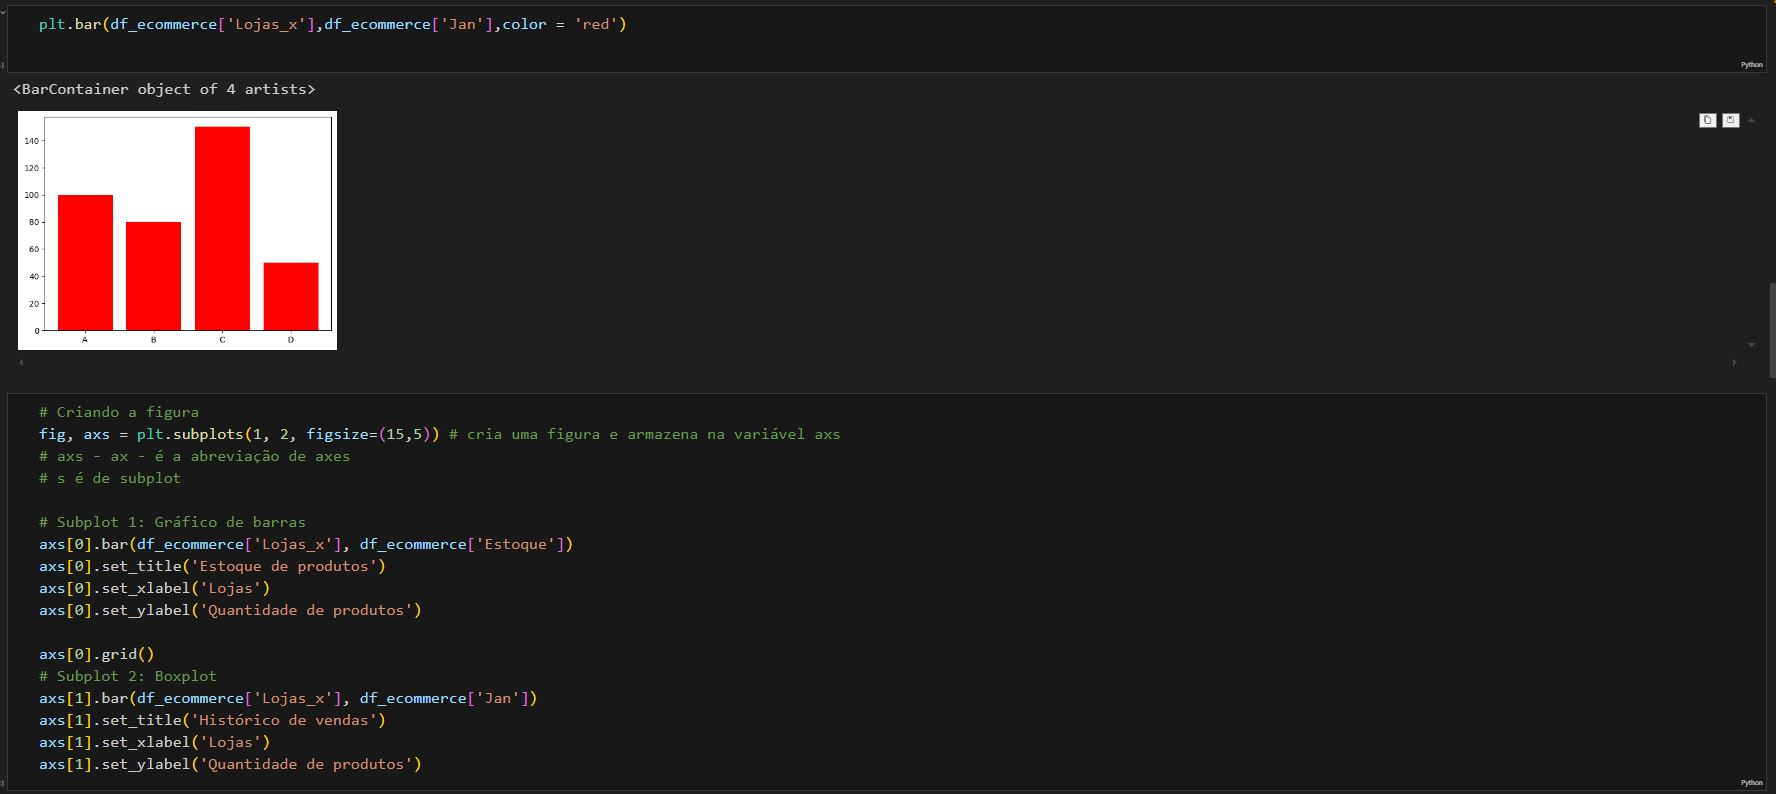 plt.bar(df_ecommerce['Lojas_x'],df_ecommerce['Jan'],color = 'red')
Python
<BarContainer object of 4 artists>
140
120
100
80
60
40
20
0
A B C D
# Criando a figura
fig, axs = plt.subplots(1, 2, figsize=(15,5)) # cria uma figura e armazena na variável axs
# axs - ax - é a abreviação de axes
# s é de subplot
# Subplot 1: Gráfico de barras
axs[0].bar(df_ecommerce['Lojas_x'], df_ecommerce['Estoque'])
axs[0].set_title('Estoque de produtos')
axs[0].set_xlabel('Lojas')
axs[0].set_ylabel('Quantidade de produtos')
axs[0].grid()
# Subplot 2: Boxplot
axs[1].bar(df_ecommerce['Lojas_x'], df_ecommerce['Jan'])
axs[1].set_title('Histórico de vendas')
axs[1].set_xlabel('Lojas')
axs[1].set_ylabel('Quantidade de produtos')
Python